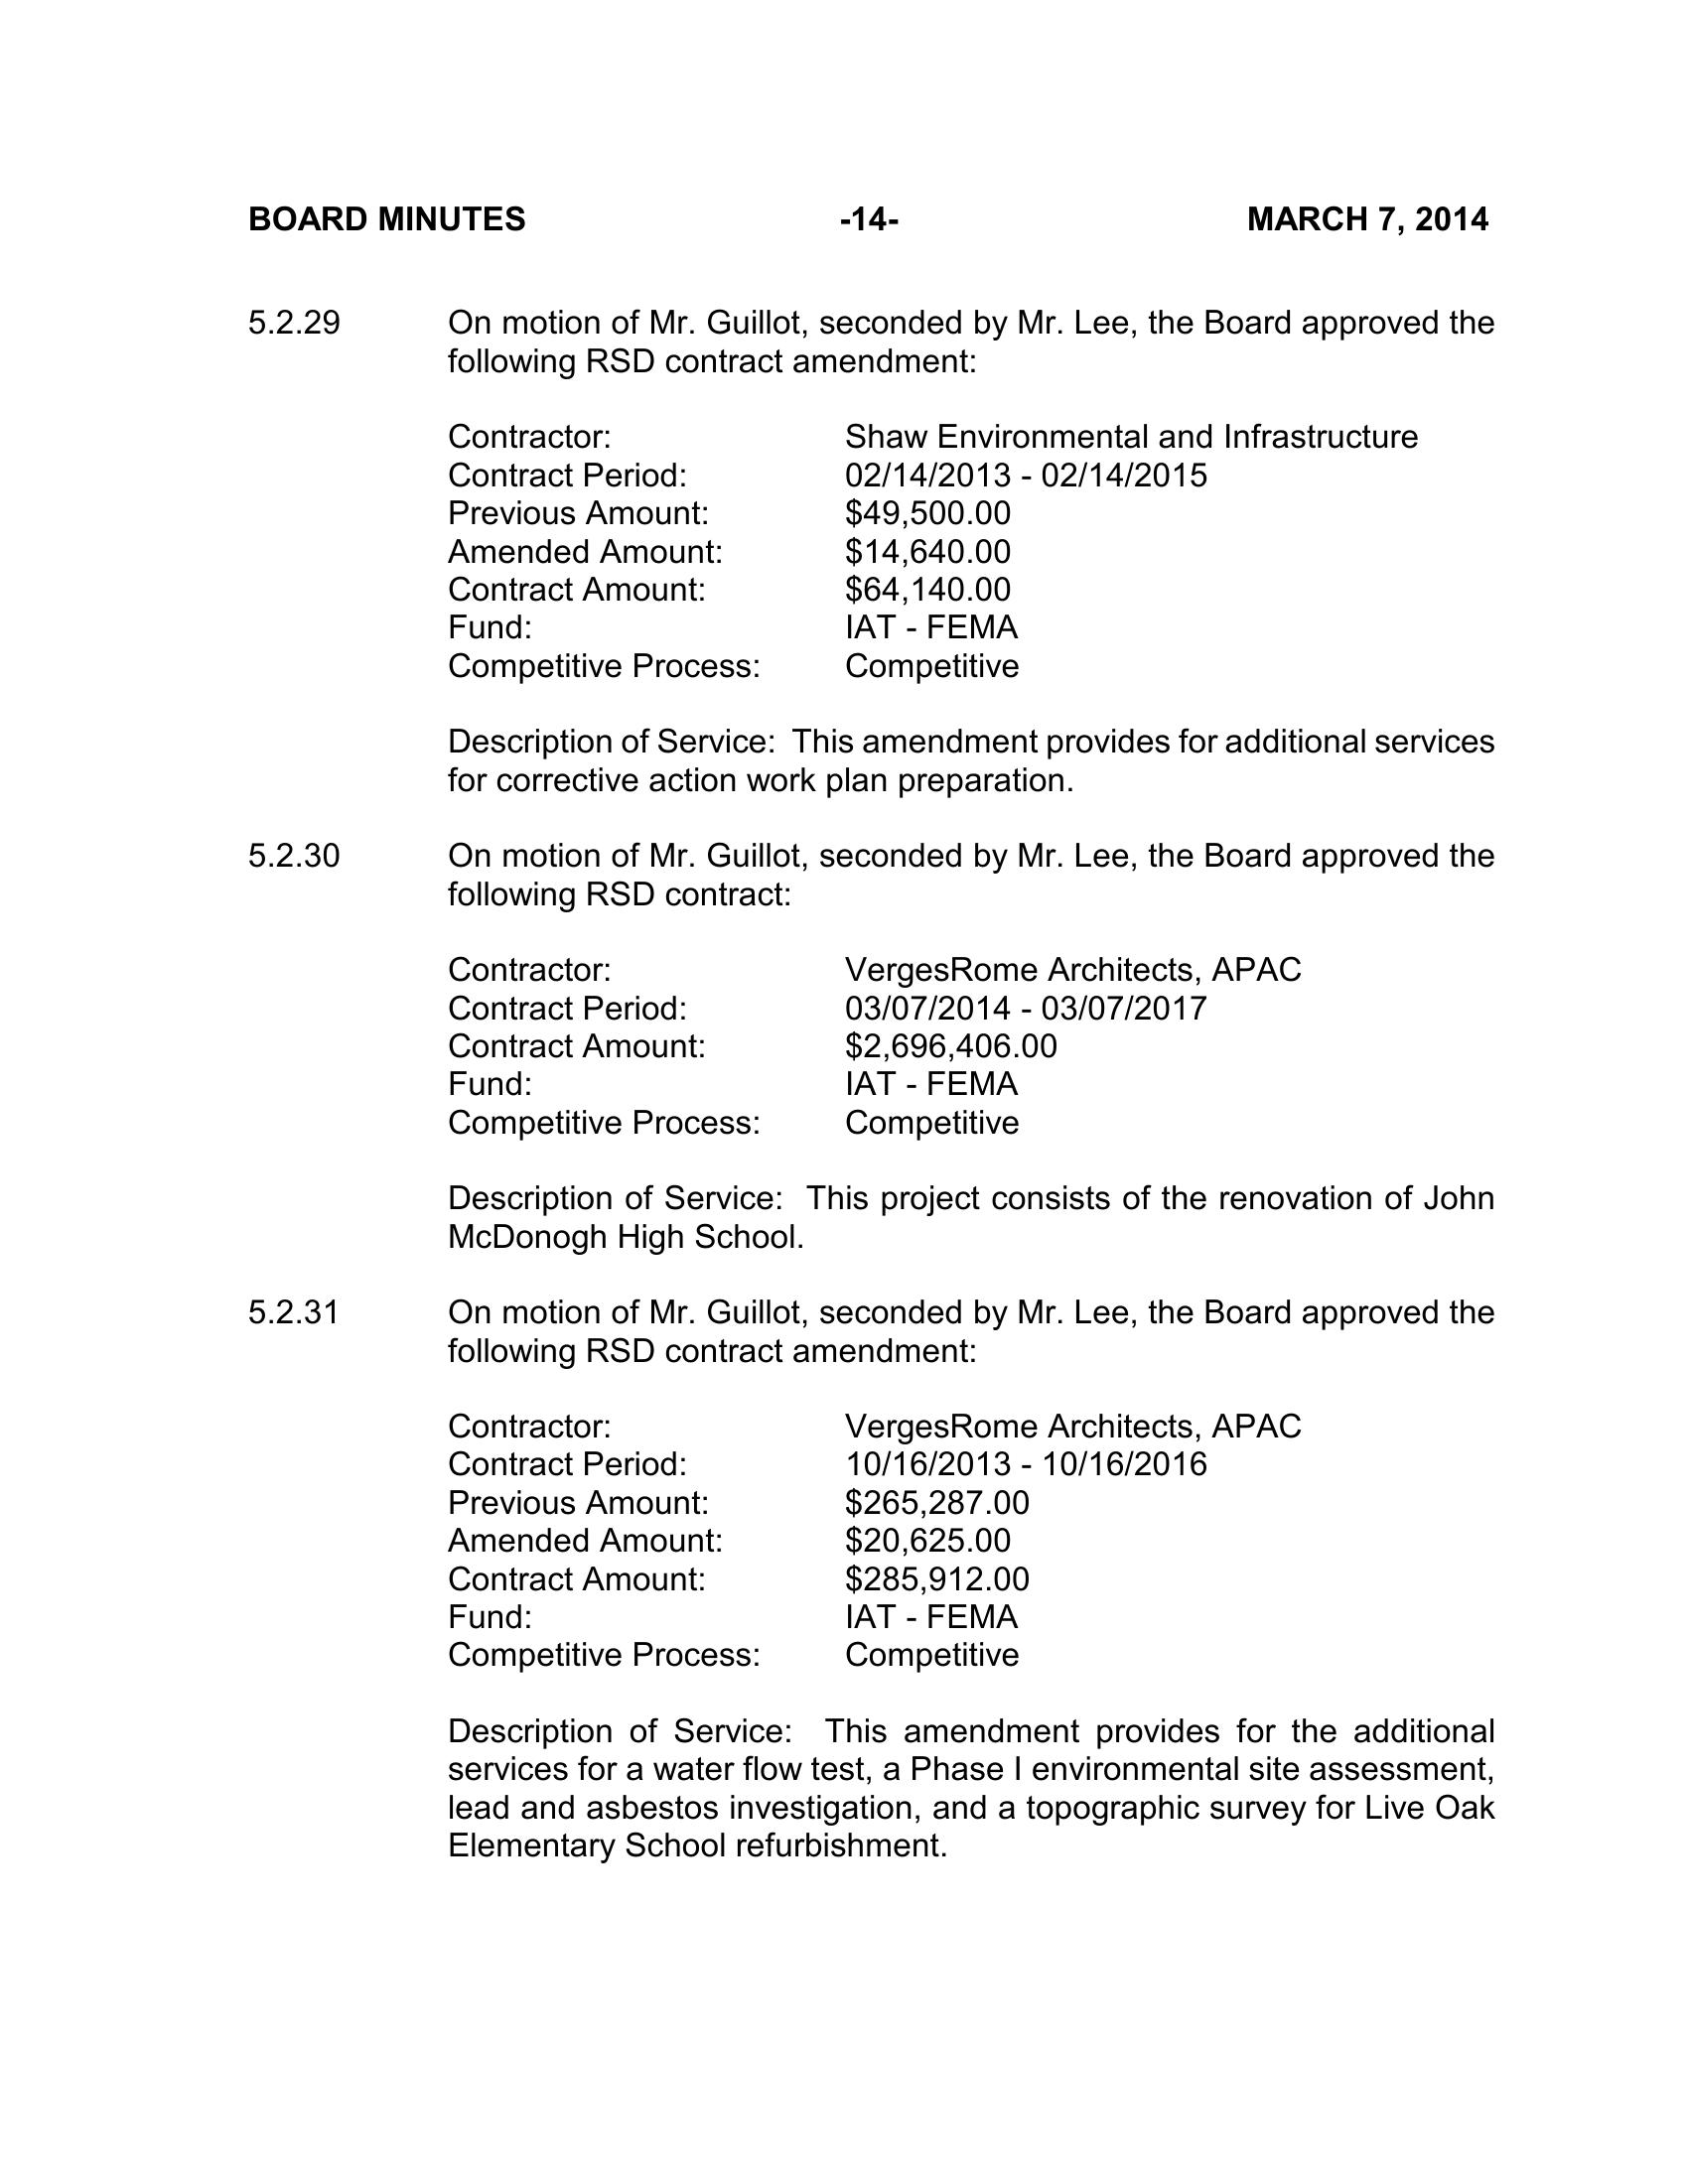 BOARD MINUTES -14- MARCH 7, 2014
5.2.29 On motion of Mr. Guillot, seconded by Mr. Lee, the Board approved the
following RSD contract amendment:
Contractor: Shaw Environmental and Infrastructure
Contract Period: 02/14/2013 - 02/14/2015
Previous Amount: $49,500.00
Amended Amount: $14,640.00
Contract Amount: $64,140.00
Fund: IAT - FEMA
Competitive Process: Competitive
Description of Service: This amendment provides for additional services
for corrective action work plan preparation.
5.2.30 On motion of Mr. Guillot, seconded by Mr. Lee, the Board approved the
following RSD contract:
Contractor: VergesRome Architects, APAC
Contract Period: 03/07/2014 - 03/07/2017
Contract Amount: $2,696,406.00
Fund: IAT - FEMA
Competitive Process: Competitive
Description of Service: This project consists of the renovation of John
McDonogh High School.
5.2.31 On motion of Mr. Guillot, seconded by Mr. Lee, the Board approved the
following RSD contract amendment:
Contractor: VergesRome Architects, APAC
Contract Period: 10/16/2013 - 10/16/2016
Previous Amount: $265,287.00
Amended Amount: $20,625.00
Contract Amount: $285,912.00
Fund: IAT - FEMA
Competitive Process: Competitive
Description of Service: This amendment provides for the additional
services for a water flow test, a Phase I environmental site assessment,
lead and asbestos investigation, and a topographic survey for Live Oak
Elementary School refurbishment.